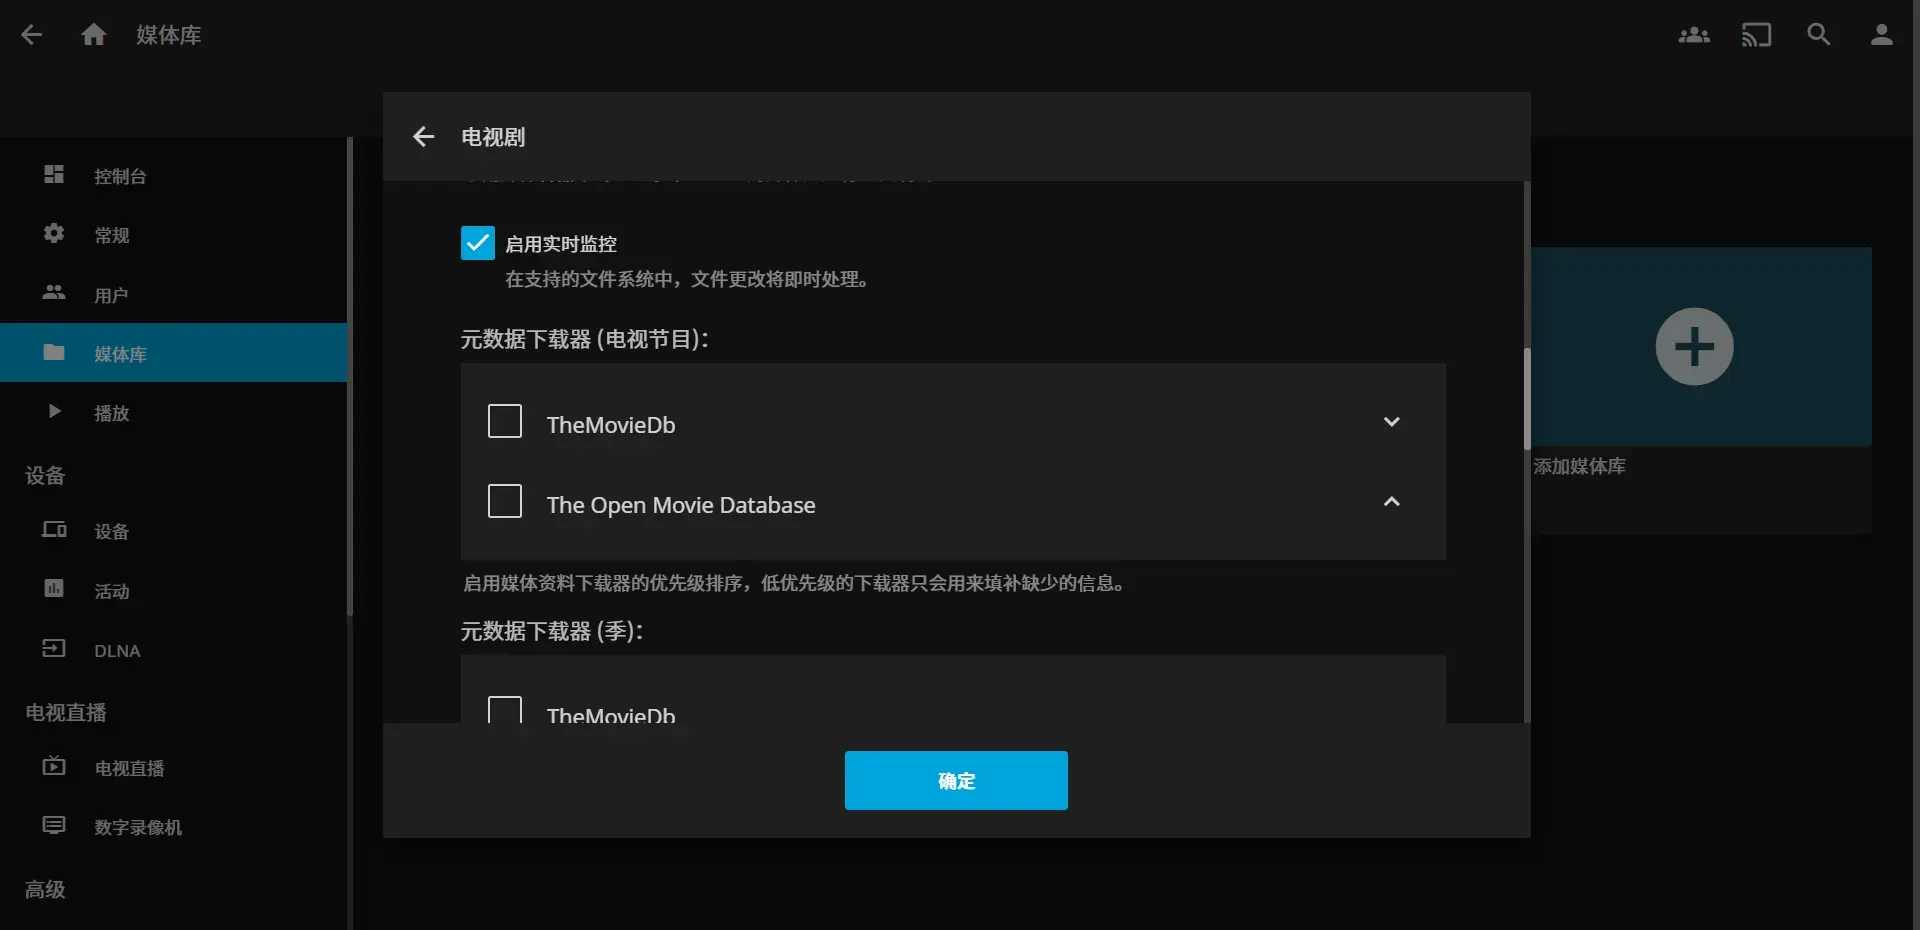 媒体库
控制台
常规
用户
媒体库
播放
设备
设备
活动
DLNA
电视直播
电视直播
数字录像机
高级
电视剧
启用实时监控
在支持的文件系统中，文件更改将即时处理。
元数据下载器 (电视节目)：
TheMovieDb
The Open Movie Database
启用媒体资料下载器的优先级排序，低优先级的下载器只会用来填补缺少的信息。
元数据下载器 (季)：
TheMovieDb
确定
添加媒体库